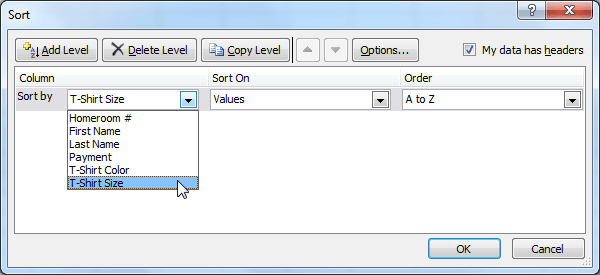 Sort
Add Level Delete Level Copy Level Options... My data has headers
Column Sort On Order
Sort by T-Shirt Size Values A to Z
Homeroom #
First Name
Last Name
Payment
T-Shirt Color
T-Shirt Size
OK Cancel